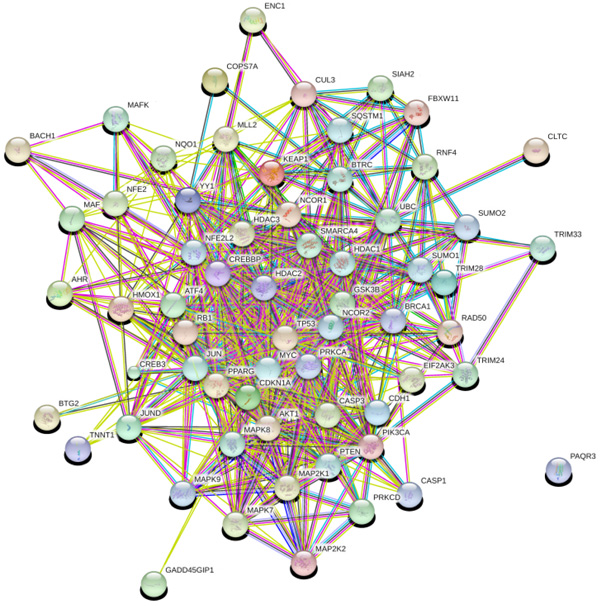 ENC1
COPS7A
CUL3
SIAH2
FBXW11
MAFK
MLL2
SQSTM1
BACH1
NQO1
KEAP1
BTRC
RNF4
CLTC
NFE2
YY1
NCOR1
UBC
MAF
HDAC3
SUMO2
NFE2L2
SMARCA4
TRIM33
CREBBP
HDAC1
SUMO1
TRIM28
AHR
ATF4
HDAC2
HMOX1
GSK3B
BRCA1
RB1
TP53
NCOR2
RAD50
CREB3
JUN
MYC
PRKCA
EIF2AK3
TRIM24
PPARG
CDKN1A
BTG2
JUND
AKT1
CASP3
CDH1
TNNT1
MAPK8
PIK3CA
PTEN
PAQR3
MAPK9
MAP2K1
CASP1
PRKCD
MAPK7
MAP2K2
GADD45GIP1